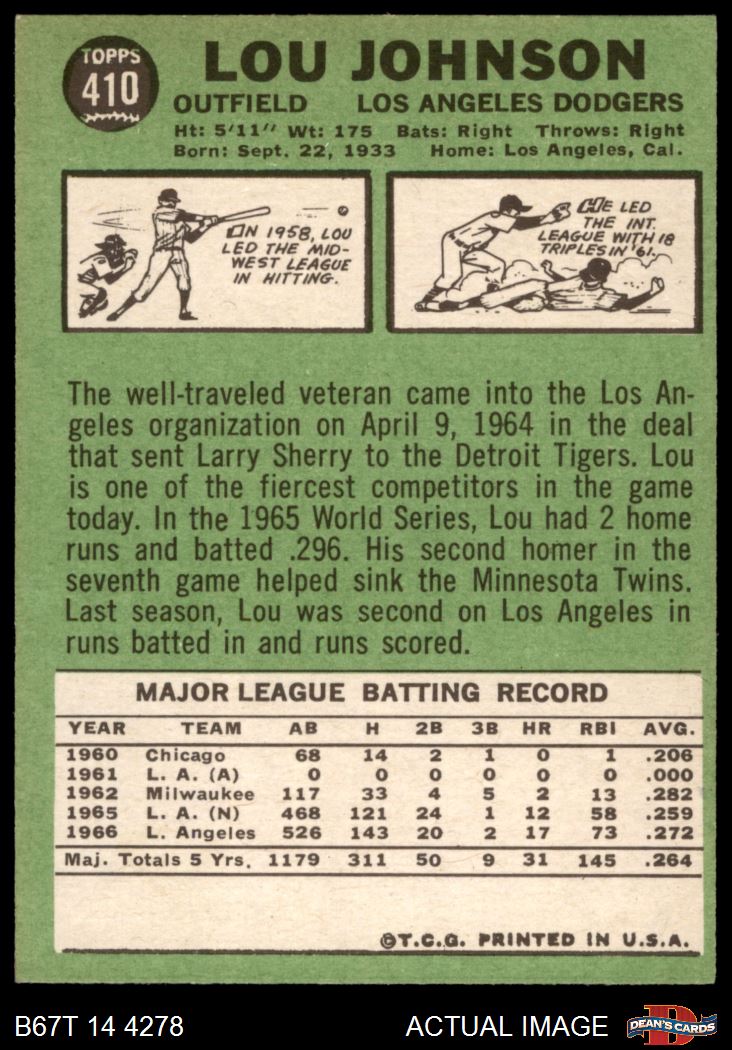 TOPPS
410
LOU JOHNSON
OUTFIELD LOS ANGELES DODGERS
Ht: 5'11" Wt: 175 Bats: Right Throws: Right
Born: Sept. 22, 1933 Home: Los Angeles, Cal.
IN 1958, LOU
LED THE MID-
WEST LEAGUE
IN HITTING.
HE LED
THE INT.
LEAGUE WITH 18
TRIPLES IN '61.
The well-traveled veteran came into the Los An-
geles organization on April 9, 1964 in the deal
that sent Larry Sherry to the Detroit Tigers. Lou
is one of the fiercest competitors in the game
today. In the 1965 World Series, Lou had 2 home
runs and batted .296. His second homer in the
seventh game helped sink the Minnesota Twins.
Last season, Lou was second on Los Angeles in
runs batted in and runs scored.
MAJOR LEAGUE BATTING RECORD
YEAR TEAM AB H 2B 3B HR RBI AVG.
1960 Chicago 68 14 2 1 0 1 .206
1961 L. A. (A) 0 0 0 0 0 0 .000
1962 Milwaukee 117 33 4 5 2 13 .282
1965 L. A. (N) 468 121 24 1 12 58 .259
1966 L. Angeles 526 143 20 2 17 73 .272
Maj. Totals 5 Yrs. 1179 311 50 9 31 145 .264
©T.C.G. PRINTED IN U.S.A.
B67T 14 4278 ACTUAL IMAGE
D
DEAN'S CARDS